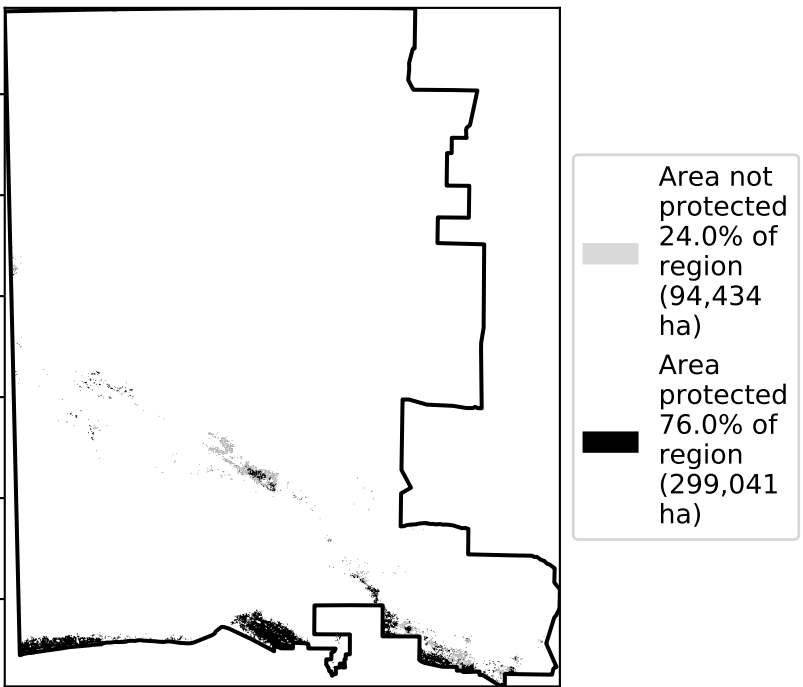 Area not
protected
24.0% of
region
(94,434
ha)
Area
protected
76.0% of
region
(299,041
ha)